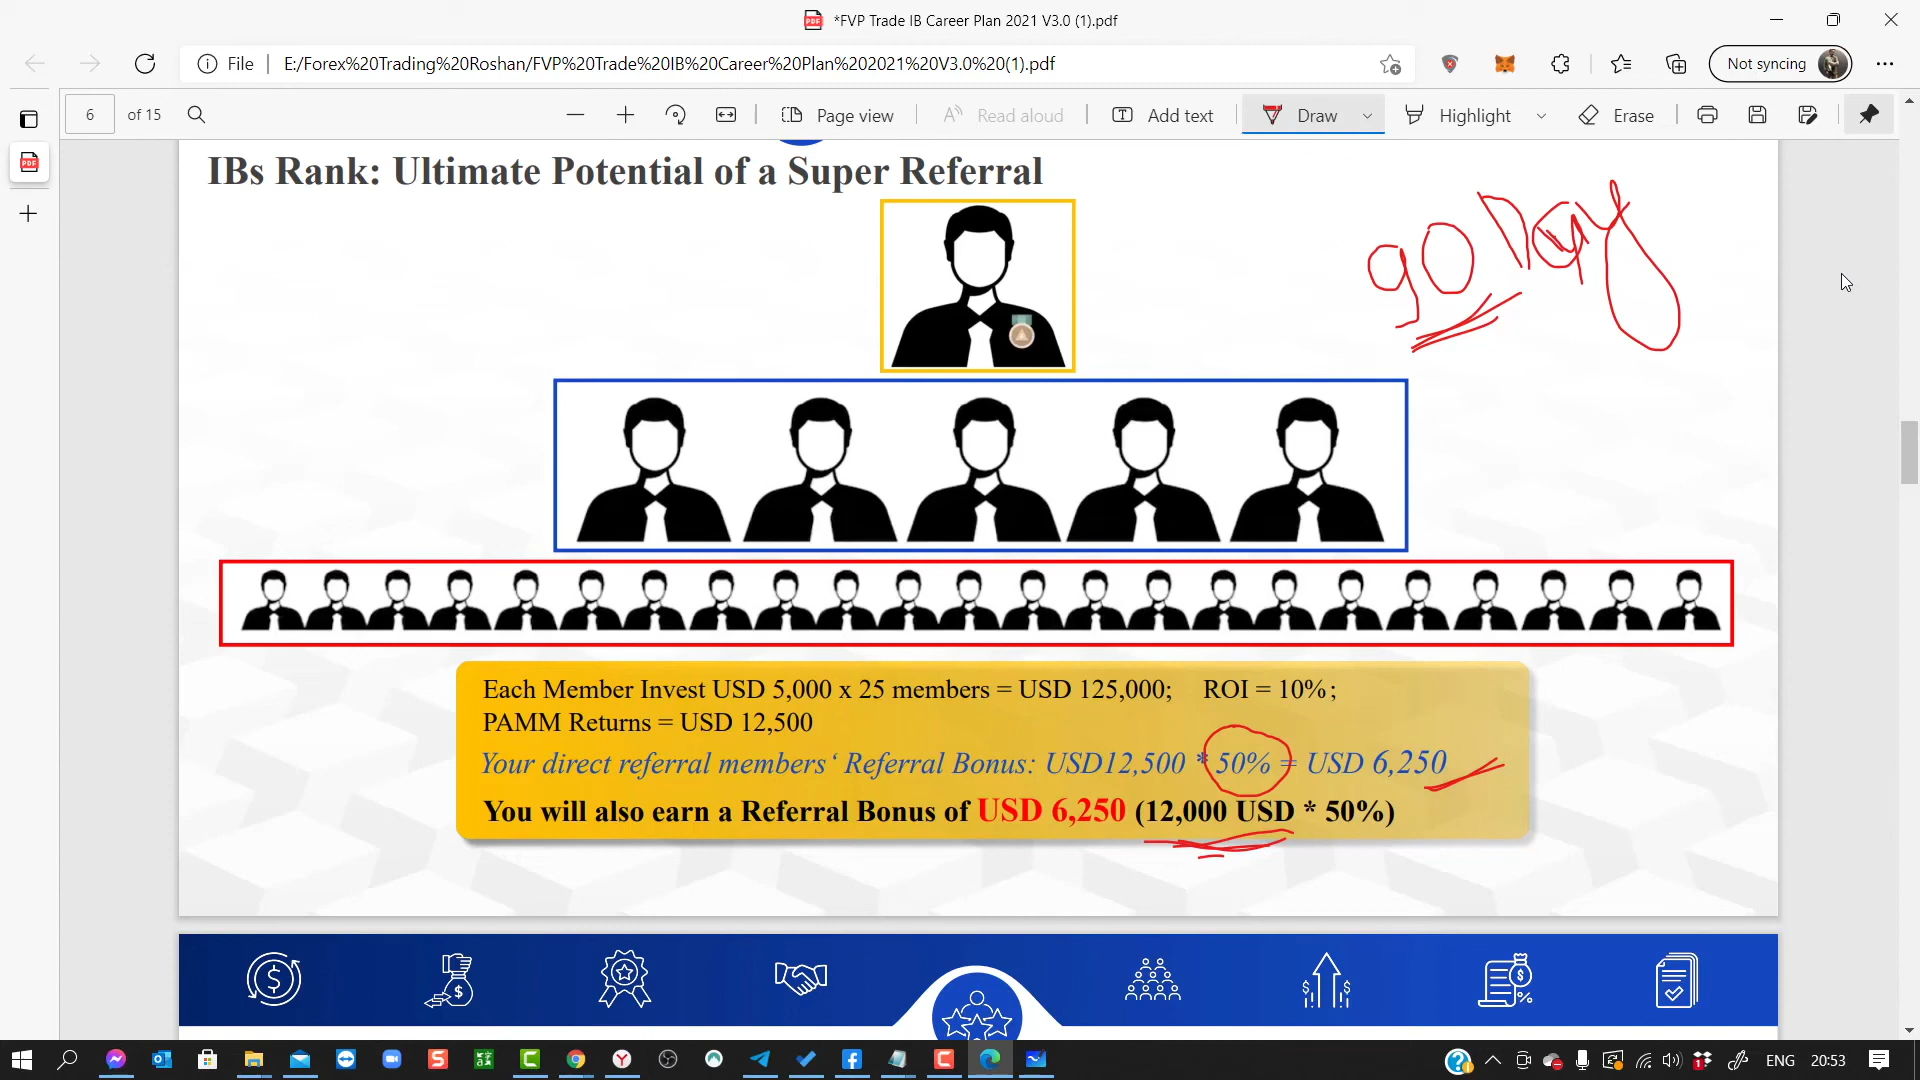 *FVP Trade IB Career Plan 2021 V3.0 (1).pdf
File
E:/Forex%20Trading%20Roshan/FVP%20Trade%20IB%20Career%20Plan%202021%20V3.0%20(1).pdf
Not syncing
6 of 15
Page view
Read aloud
Add text
Draw
Highlight
Erase
IBs Rank: Ultimate Potential of a Super Referral
90 Day
Each Member Invest USD 5,000 x 25 members = USD 125,000; ROI = 10%;
PAMM Returns = USD 12,500
Your direct referral members‘ Referral Bonus: USD12,500 * 50% = USD 6,250
You will also earn a Referral Bonus of USD 6,250 (12,000 USD * 50%)
ENG 20:53